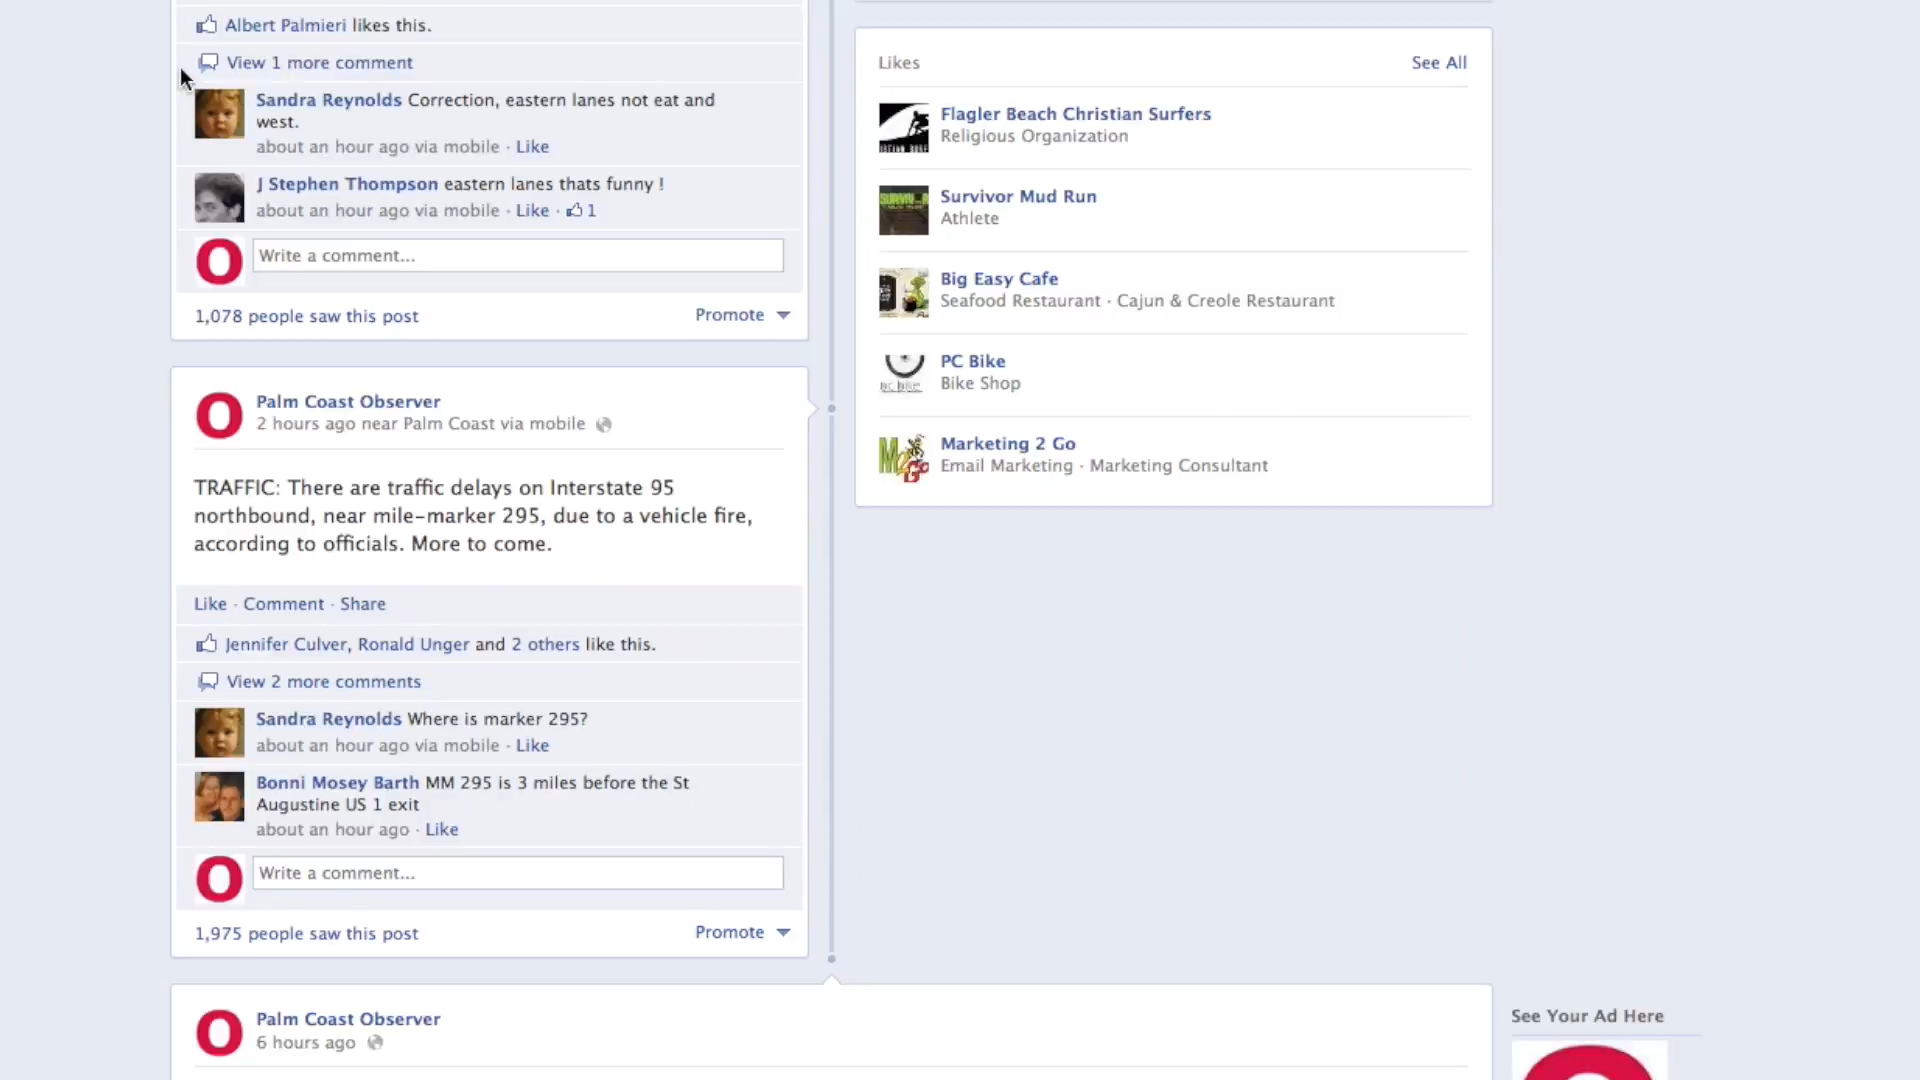 Albert Palmieri likes this.
View 1 more comment
Sandra Reynolds Correction, eastern lanes not eat and
west.
about an hour ago via mobile · Like
J Stephen Thompson eastern lanes thats funny !
about an hour ago via mobile · Like · 1
O
Write a comment...
1,078 people saw this post
Promote
O
Palm Coast Observer
2 hours ago near Palm Coast via mobile
TRAFFIC: There are traffic delays on Interstate 95
northbound, near mile-marker 295, due to a vehicle fire,
according to officials. More to come.
Like · Comment · Share
Jennifer Culver, Ronald Unger and 2 others like this.
View 2 more comments
Sandra Reynolds Where is marker 295?
about an hour ago via mobile · Like
Bonni Mosey Barth MM 295 is 3 miles before the St
Augustine US 1 exit
about an hour ago · Like
O
Write a comment...
1,975 people saw this post
Promote
O
Palm Coast Observer
6 hours ago
Likes
See All
Flagler Beach Christian Surfers
Religious Organization
Survivor Mud Run
Athlete
Big Easy Cafe
Seafood Restaurant · Cajun & Creole Restaurant
pc bike
PC Bike
Bike Shop
M2Go
Marketing 2 Go
Email Marketing · Marketing Consultant
See Your Ad Here